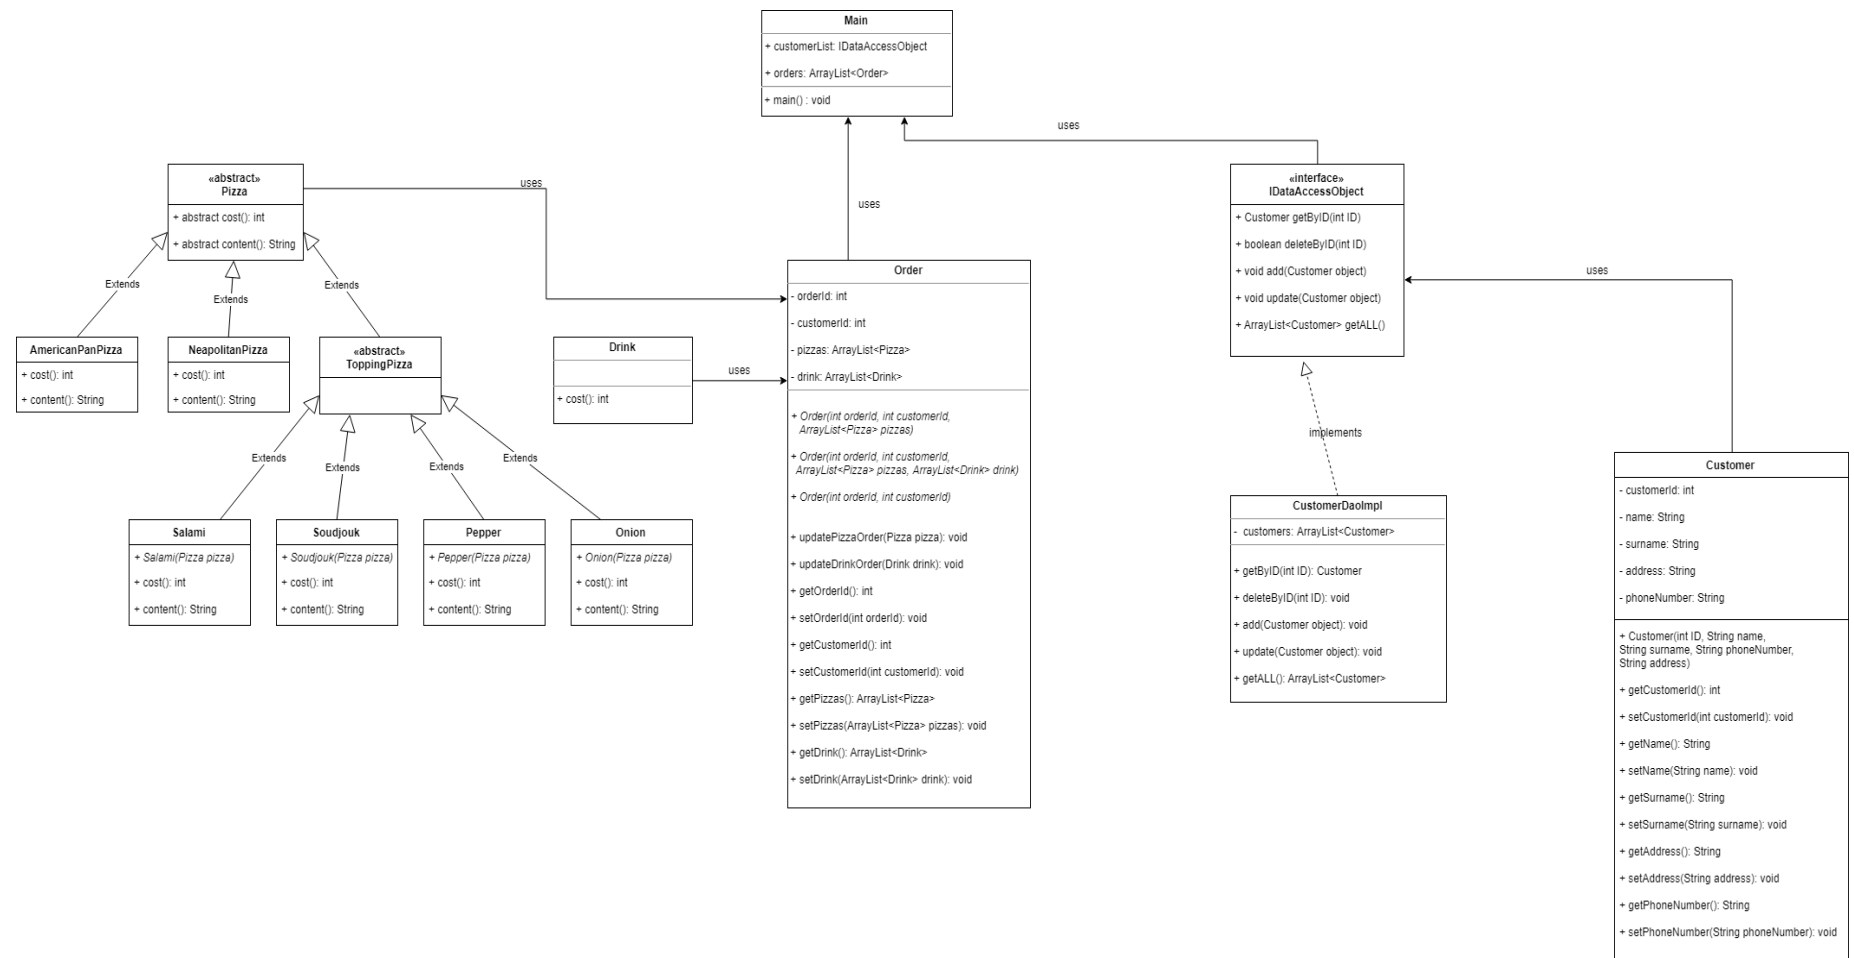 Main
+ customerList: IDataAccessObject
+ orders: ArrayList<Order>
+ main() : void
uses
uses
uses
«abstract»
Pizza
+ abstract cost(): int
+ abstract content(): String
Extends
Extends
Extends
AmericanPanPizza
+ cost(): int
+ content(): String
NeapolitanPizza
+ cost(): int
+ content(): String
«abstract»
ToppingPizza
Extends
Extends
Extends
Extends
Salami
+ Salami(Pizza pizza)
+ cost(): int
+ content(): String
Soudjouk
+ Soudjouk(Pizza pizza)
+ cost(): int
+ content(): String
Pepper
+ Pepper(Pizza pizza)
+ cost(): int
+ content(): String
Onion
+ Onion(Pizza pizza)
+ cost(): int
+ content(): String
Drink
+ cost(): int
uses
Order
- orderId: int
- customerId: int
- pizzas: ArrayList<Pizza>
- drink: ArrayList<Drink>
+ Order(int orderId, int customerId,
ArrayList<Pizza> pizzas)
+ Order(int orderId, int customerId,
ArrayList<Pizza> pizzas, ArrayList<Drink> drink)
+ Order(int orderId, int customerId)
+ updatePizzaOrder(Pizza pizza): void
+ updateDrinkOrder(Drink drink): void
+ getOrderId(): int
+ setOrderId(int orderId): void
+ getCustomerId(): int
+ setCustomerId(int customerId): void
+ getPizzas(): ArrayList<Pizza>
+ setPizzas(ArrayList<Pizza> pizzas): void
+ getDrink(): ArrayList<Drink>
+ setDrink(ArrayList<Drink> drink): void
«interface»
IDataAccessObject
+ Customer getByID(int ID)
+ boolean deleteByID(int ID)
+ void add(Customer object)
+ void update(Customer object)
+ ArrayList<Customer> getALL()
uses
implements
CustomerDaoImpl
- customers: ArrayList<Customer>
+ getByID(int ID): Customer
+ deleteByID(int ID): void
+ add(Customer object): void
+ update(Customer object): void
+ getALL(): ArrayList<Customer>
Customer
- customerId: int
- name: String
- surname: String
- address: String
- phoneNumber: String
+ Customer(int ID, String name,
String surname, String phoneNumber,
String address)
+ getCustomerId(): int
+ setCustomerId(int customerId): void
+ getName(): String
+ setName(String name): void
+ getSurname(): String
+ setSurname(String surname): void
+ getAddress(): String
+ setAddress(String address): void
+ getPhoneNumber(): String
+ setPhoneNumber(String phoneNumber): void